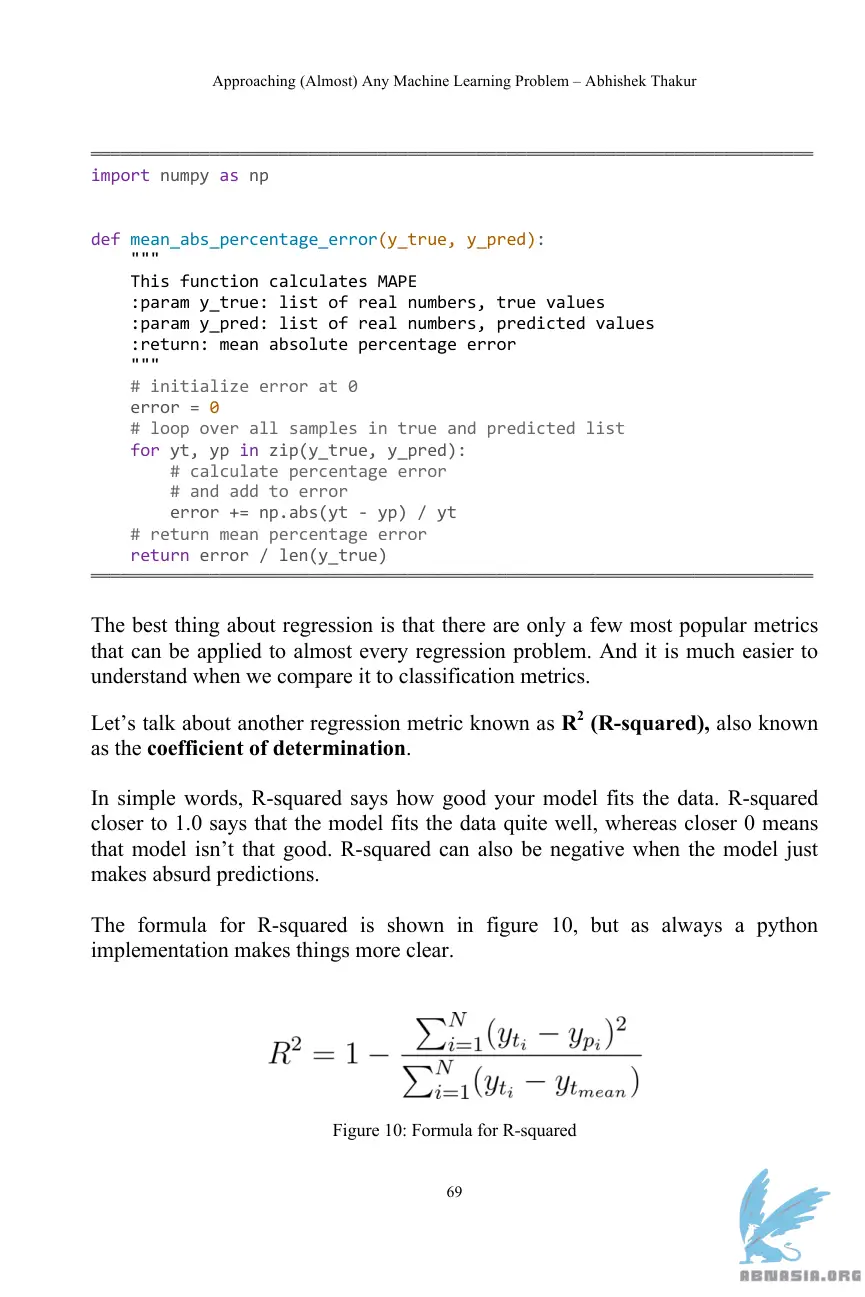 Approaching (Almost) Any Machine Learning Problem – Abhishek Thakur
import numpy as np
def mean_abs_percentage_error(y_true, y_pred):
    """
    This function calculates MAPE
    :param y_true: list of real numbers, true values
    :param y_pred: list of real numbers, predicted values
    :return: mean absolute percentage error
    """
    # initialize error at 0
    error = 0
    # loop over all samples in true and predicted list
    for yt, yp in zip(y_true, y_pred):
        # calculate percentage error
        # and add to error
        error += np.abs(yt - yp) / yt
    # return mean percentage error
    return error / len(y_true)
The best thing about regression is that there are only a few most popular metrics
that can be applied to almost every regression problem. And it is much easier to
understand when we compare it to classification metrics.
Let’s talk about another regression metric known as R² (R-squared), also known
as the coefficient of determination.
In simple words, R-squared says how good your model fits the data. R-squared
closer to 1.0 says that the model fits the data quite well, whereas closer 0 means
that model isn’t that good. R-squared can also be negative when the model just
makes absurd predictions.
The formula for R-squared is shown in figure 10, but as always a python
implementation makes things more clear.
R² = 1 − \frac{\sum_{i=1}^{N}(y_{t_i} − y_{p_i})^2}{\sum_{i=1}^{N}(y_{t_i} − y_{t_{mean}})}
Figure 10: Formula for R-squared
69
ABNASIA.ORG